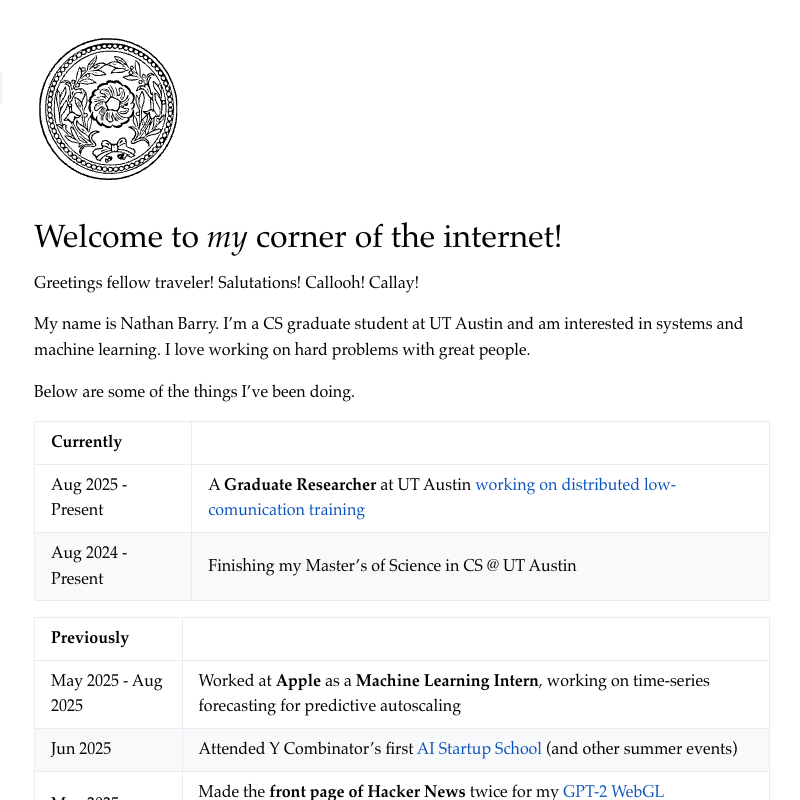 Welcome to my corner of the internet!
Greetings fellow traveler! Salutations! Callooh! Callay!
My name is Nathan Barry. I’m a CS graduate student at UT Austin and am interested in systems and
machine learning. I love working on hard problems with great people.
Below are some of the things I’ve been doing.
Currently
Aug 2025 -
Present
A Graduate Researcher at UT Austin working on distributed low-
comunication training
Aug 2024 -
Present
Finishing my Master’s of Science in CS @ UT Austin
Previously
May 2025 - Aug
2025
Worked at Apple as a Machine Learning Intern, working on time-series
forecasting for predictive autoscaling
Jun 2025
Attended Y Combinator’s first AI Startup School (and other summer events)
Made the front page of Hacker News twice for my GPT-2 WebGL